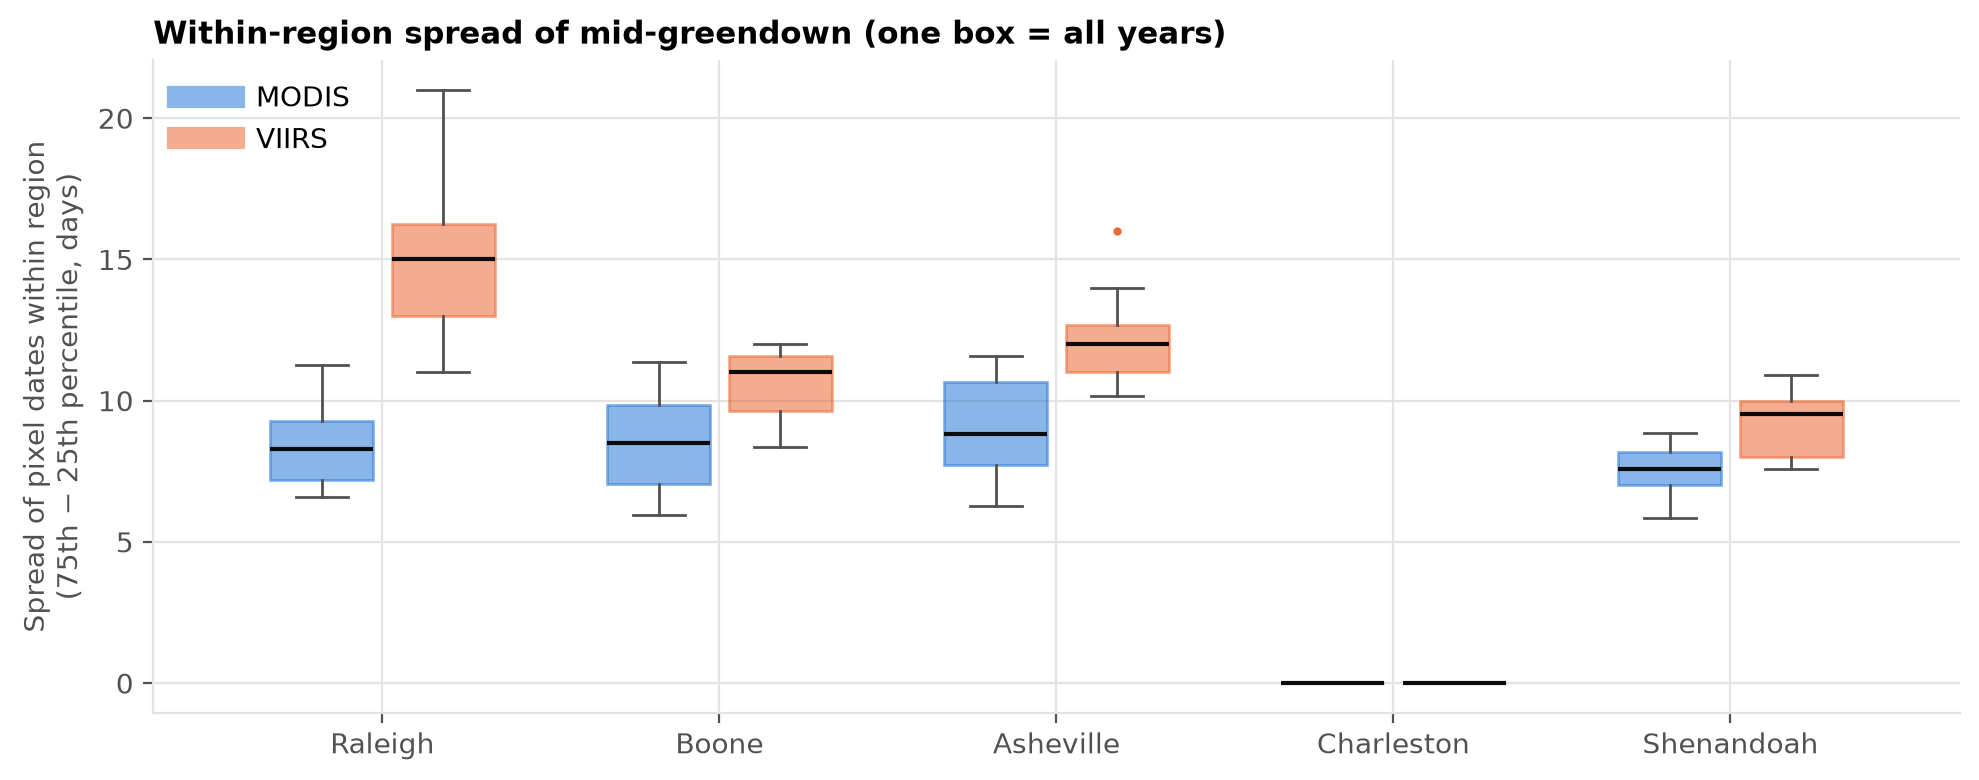 Within-region spread of mid-greendown (one box = all years)
MODIS
VIIRS
Spread of pixel dates within region
(75th − 25th percentile, days)
20
15
10
5
0
Raleigh
Boone
Asheville
Charleston
Shenandoah